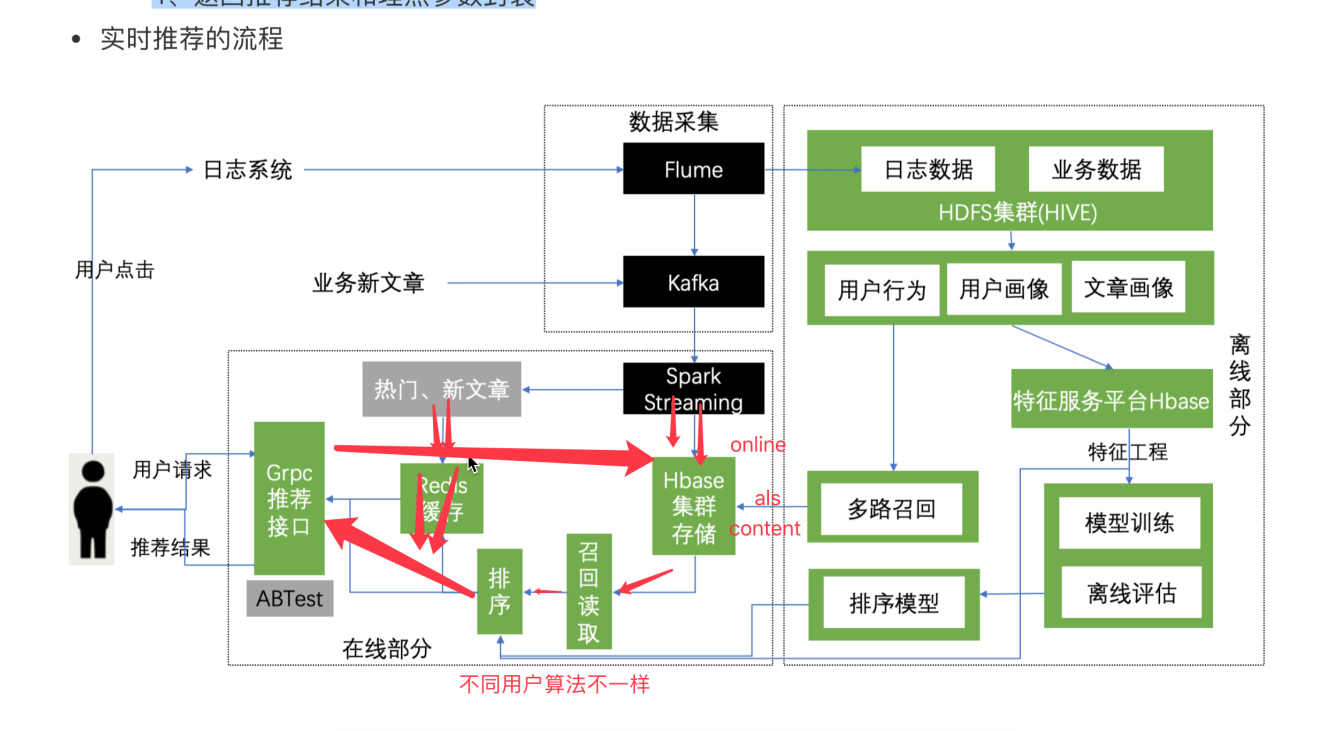 • 实时推荐的流程
数据采集
日志系统
Flume
日志数据
业务数据
HDFS集群(HIVE)
用户点击
业务新文章
Kafka
用户行为
用户画像
文章画像
离线部分
热门、新文章
Spark
Streaming
特征服务平台Hbase
online
特征工程
用户请求
Grpc
推荐
接口
Redis
缓存
Hbase
集群
存储
als
content
多路召回
模型训练
推荐结果
召回读取
排序
ABTest
排序模型
离线评估
在线部分
不同用户算法不一样